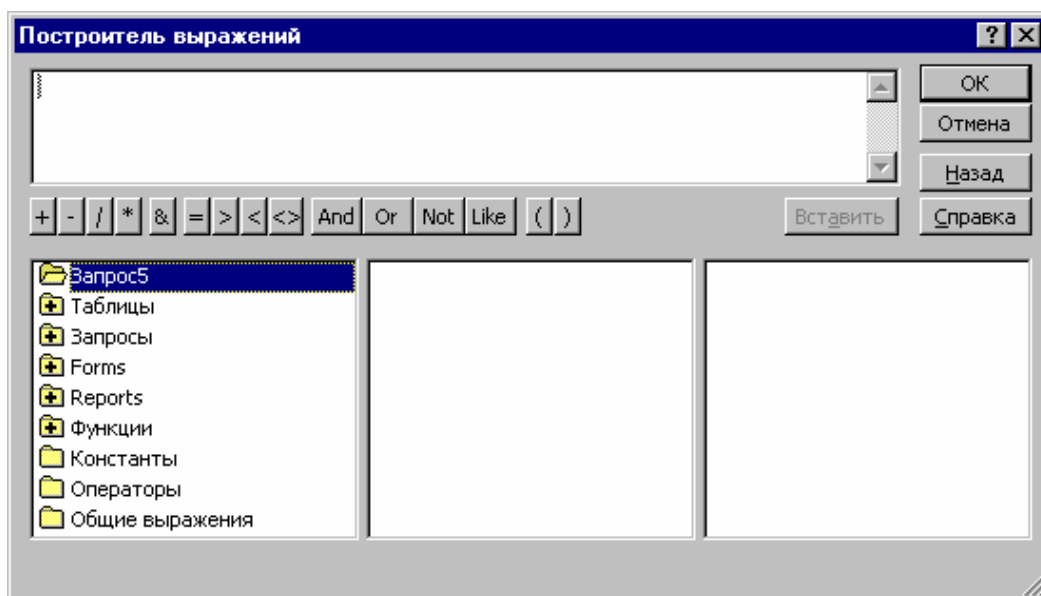 Построитель выражений
ОК
Отмена
Назад
+ - / * & = > < <> And Or Not Like ( ) Вставить Справка
Запрос5
Таблицы
Запросы
Forms
Reports
Функции
Константы
Операторы
Общие выражения